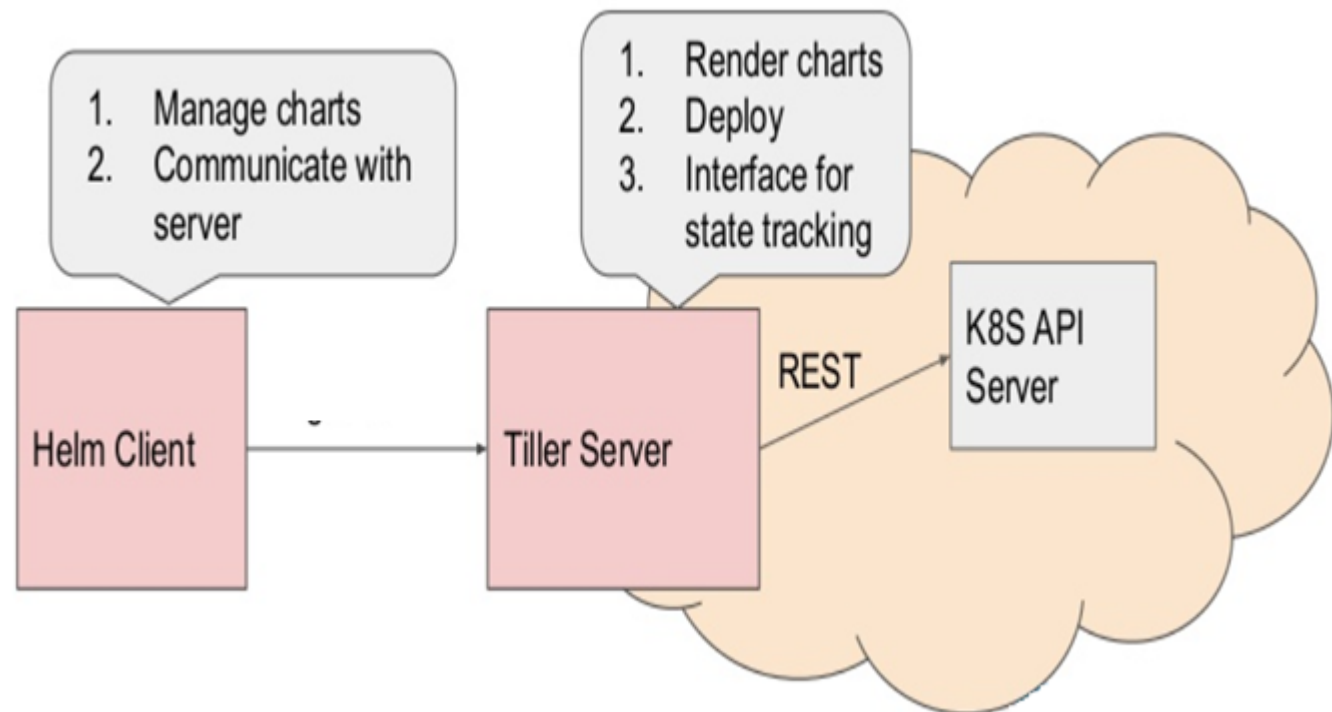 1. Manage charts
2. Communicate with
server
1. Render charts
2. Deploy
3. Interface for
state tracking
Helm Client
Tiller Server
REST
K8S API
Server